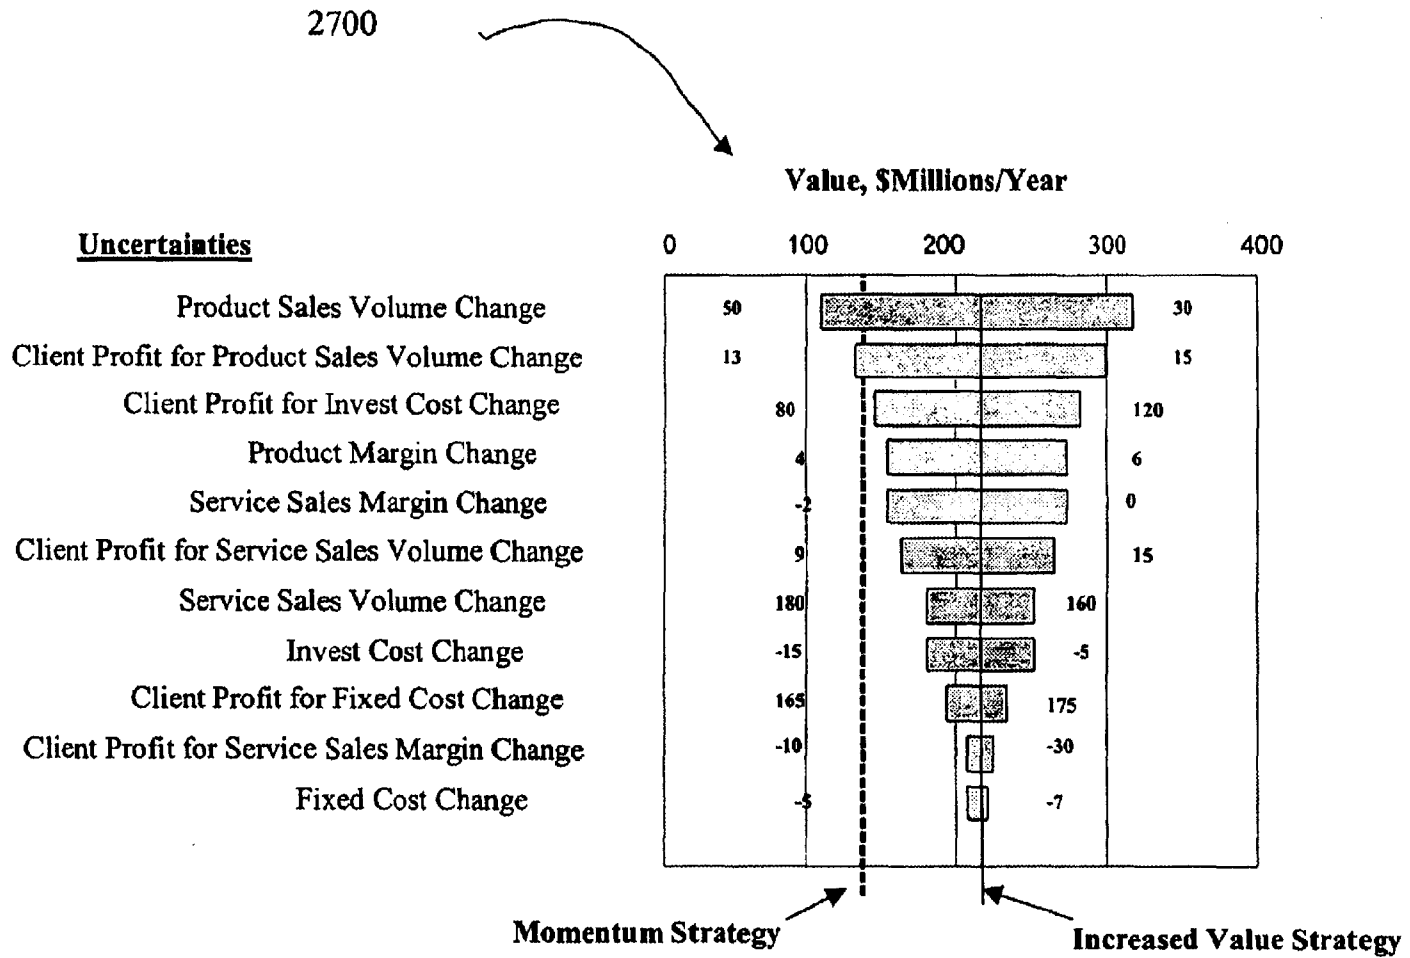 2700
Value, $Millions/Year
Uncertainties 0 100 200 300 400
Product Sales Volume Change 50 30
Client Profit for Product Sales Volume Change 13 15
Client Profit for Invest Cost Change 80 120
Product Margin Change 4 6
Service Sales Margin Change -2 0
Client Profit for Service Sales Volume Change 9 15
Service Sales Volume Change 180 160
Invest Cost Change -15 -5
Client Profit for Fixed Cost Change 165 175
Client Profit for Service Sales Margin Change -10 -30
Fixed Cost Change -5 -7
Momentum Strategy Increased Value Strategy